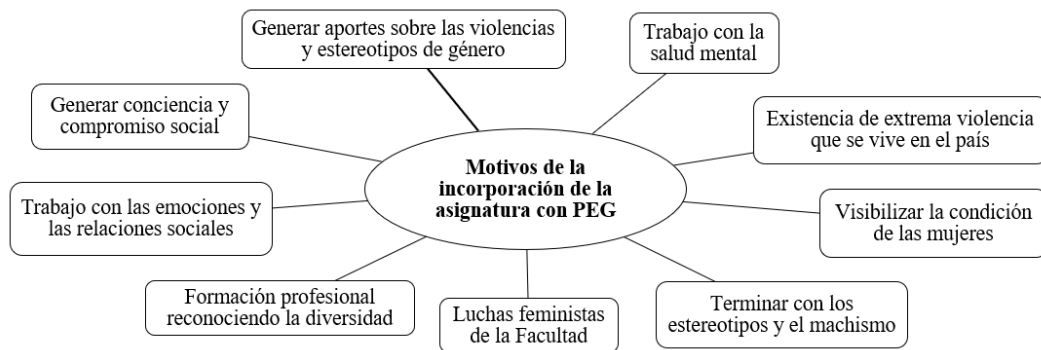 Generar aportes sobre las violencias
y estereotipos de género
Trabajo con la
salud mental
Generar conciencia y
compromiso social
Existencia de extrema violencia
que se vive en el país
Motivos de la
incorporación de la
asignatura con PEG
Trabajo con las emociones y
las relaciones sociales
Visibilizar la condición
de las mujeres
Formación profesional
reconociendo la diversidad
Luchas feministas
de la Facultad
Terminar con los
estereotipos y el machismo